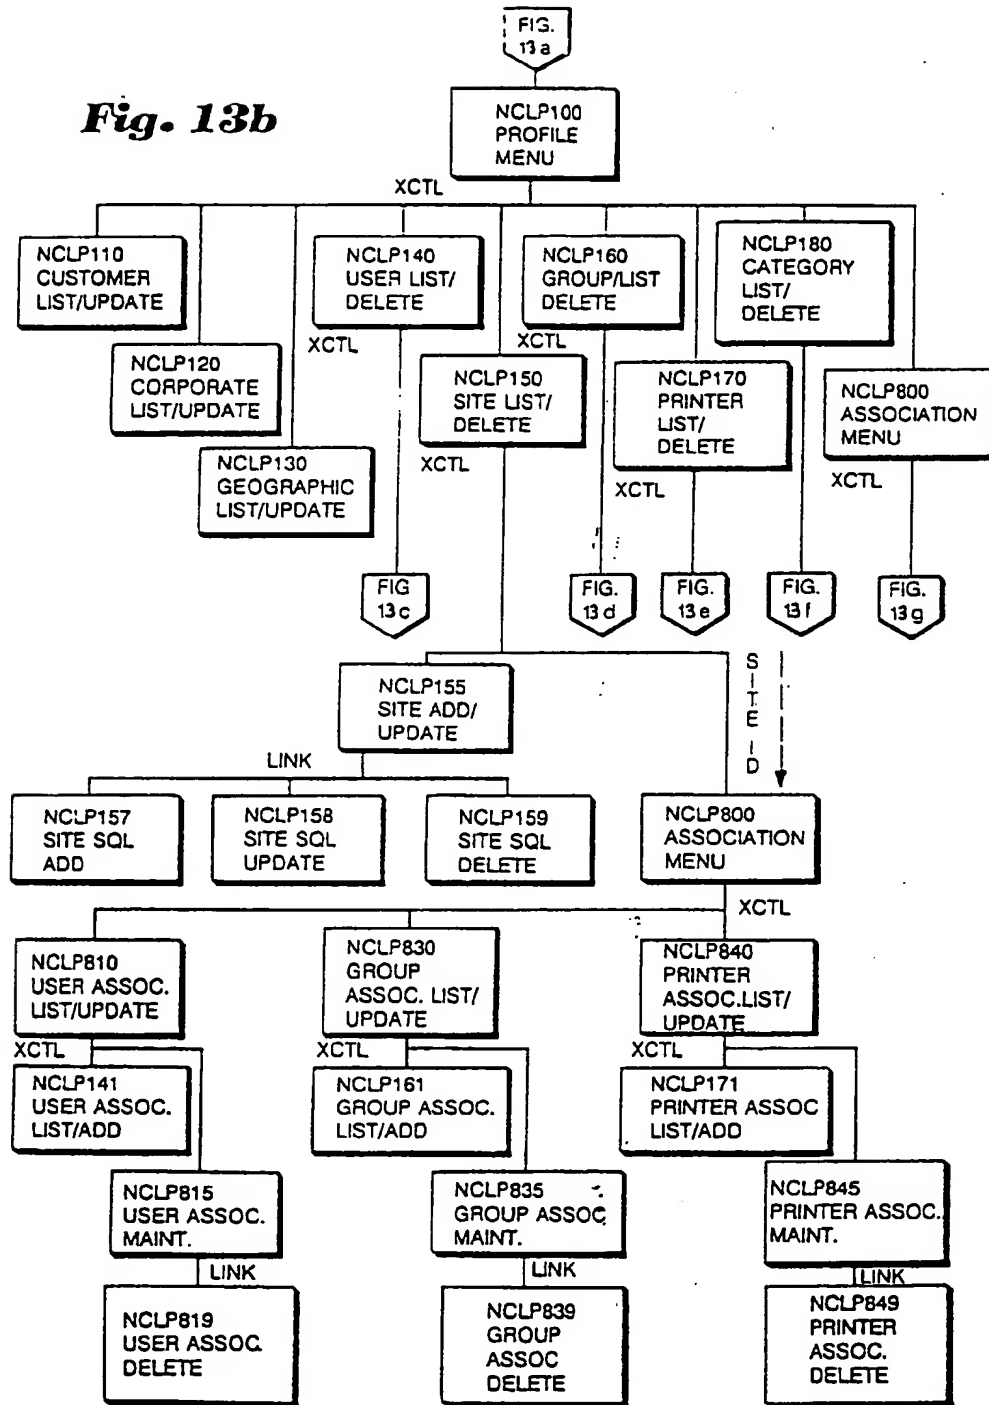 FIG.
13a
Fig. 13b
NCLP100
PROFILE
MENU
XCTL
NCLP110
CUSTOMER
LIST/UPDATE
NCLP140
USER LIST/
DELETE
NCLP160
GROUP/LIST
DELETE
NCLP180
CATEGORY
LIST/
DELETE
XCTL
XCTL
NCLP120
CORPORATE
LIST/UPDATE
NCLP150
SITE LIST/
DELETE
NCLP170
PRINTER
LIST/
DELETE
NCLP800
ASSOCIATION
MENU
NCLP130
GEOGRAPHIC
LIST/UPDATE
XCTL
XCTL
XCTL
FIG
13c
FIG.
13d
FIG.
13e
FIG.
13f
FIG.
13g
NCLP155
SITE ADD/
UPDATE
SITE ID
LINK
NCLP157
SITE SQL
ADD
NCLP158
SITE SQL
UPDATE
NCLP159
SITE SQL
DELETE
NCLP800
ASSOCIATION
MENU
XCTL
NCLP810
USER ASSOC.
LIST/UPDATE
NCLP830
GROUP
ASSOC. LIST/
UPDATE
NCLP840
PRINTER
ASSOC.LIST/
UPDATE
XCTL
XCTL
XCTL
NCLP141
USER ASSOC.
LIST/ADD
NCLP161
GROUP ASSOC.
LIST/ADD
NCLP171
PRINTER ASSOC
LIST/ADD
NCLP815
USER ASSOC.
MAINT.
NCLP835
GROUP ASSOC.
MAINT.
NCLP845
PRINTER ASSOC.
MAINT.
LINK
LINK
LINK
NCLP819
USER ASSOC.
DELETE
NCLP839
GROUP
ASSOC
DELETE
NCLP849
PRINTER
ASSOC.
DELETE